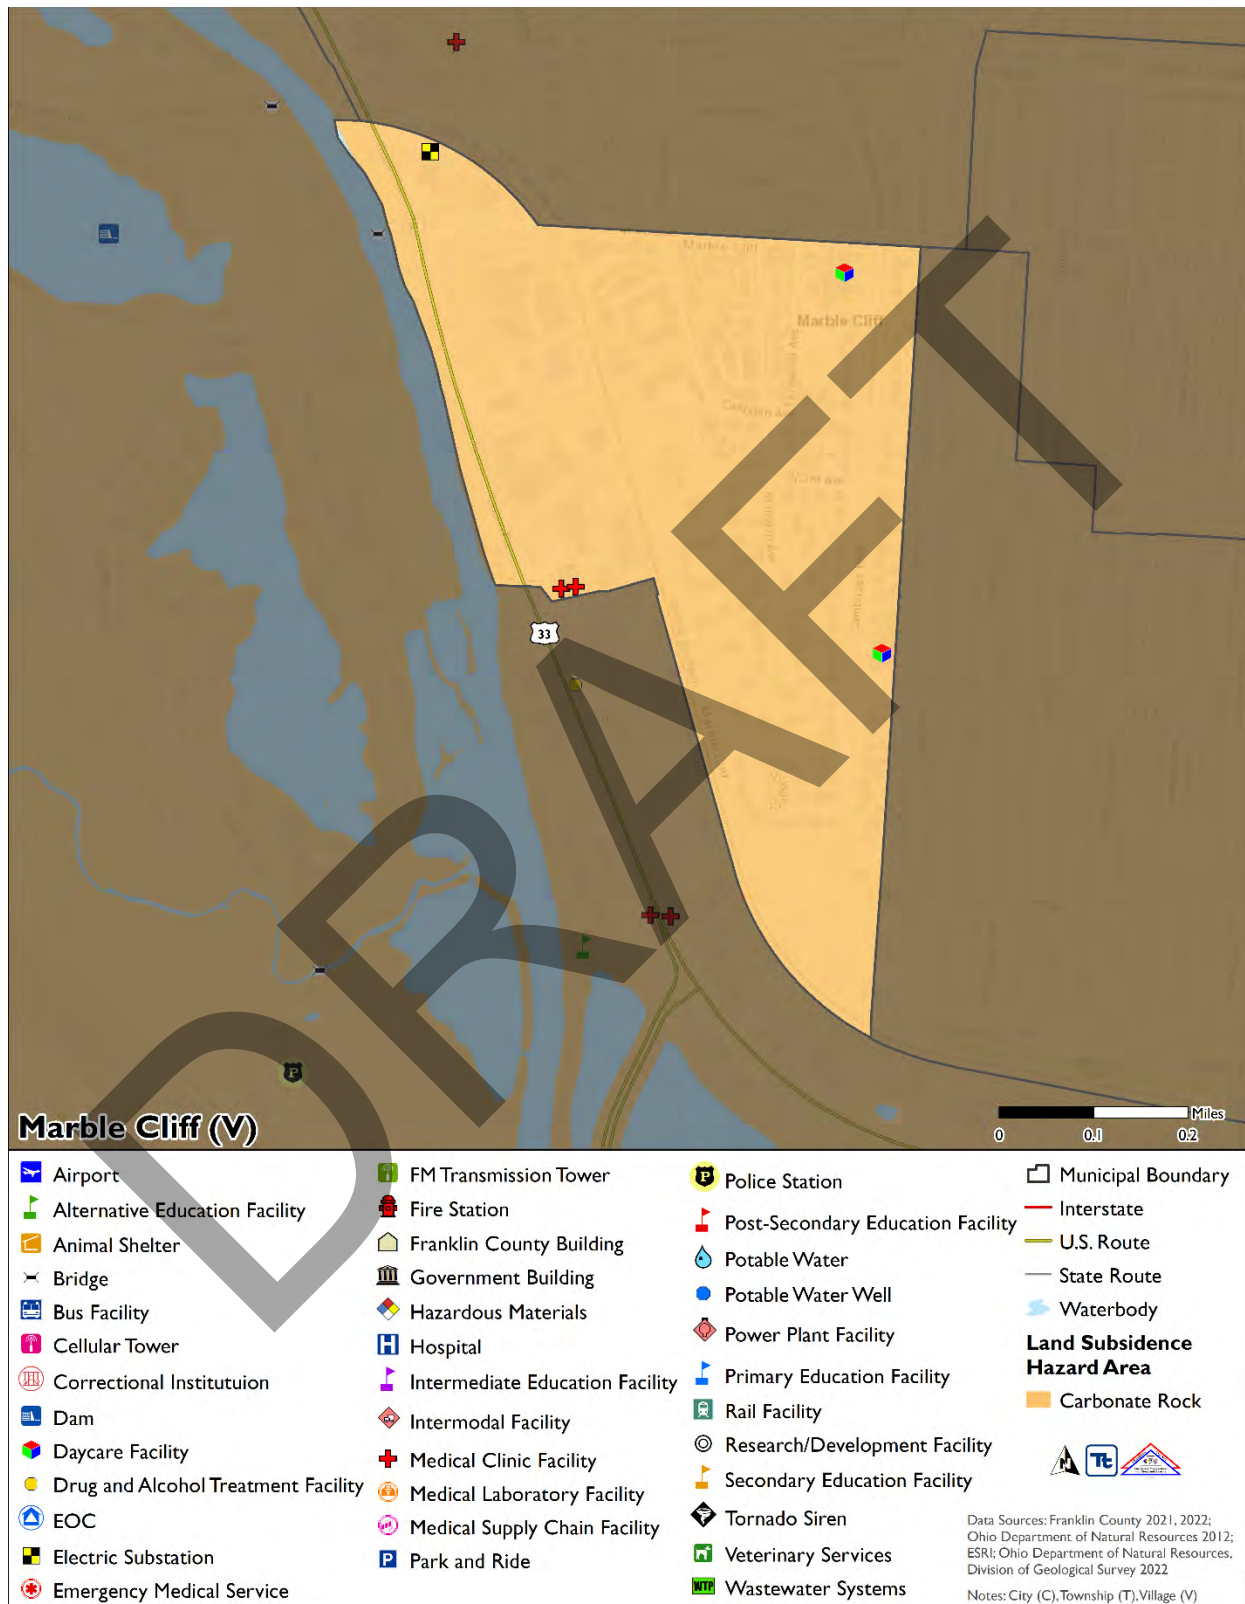 Marble Cliff
Marble Cliff
33
Marble Cliff (V)
Miles
0 0.1 0.2
DRAFT
Airport
Alternative Education Facility
Animal Shelter
Bridge
Bus Facility
Cellular Tower
Correctional Institutuion
Dam
Daycare Facility
Drug and Alcohol Treatment Facility
EOC
Electric Substation
Emergency Medical Service
FM Transmission Tower
Fire Station
Franklin County Building
Government Building
Hazardous Materials
H Hospital
Intermediate Education Facility
Intermodal Facility
Medical Clinic Facility
Medical Laboratory Facility
Medical Supply Chain Facility
P Park and Ride
P Police Station
Post-Secondary Education Facility
Potable Water
Potable Water Well
Power Plant Facility
Primary Education Facility
Rail Facility
Research/Development Facility
Secondary Education Facility
Tornado Siren
Veterinary Services
WTP Wastewater Systems
Municipal Boundary
Interstate
U.S. Route
State Route
Waterbody
Land Subsidence
Hazard Area
Carbonate Rock
N Tt
Data Sources: Franklin County 2021, 2022;
Ohio Department of Natural Resources 2012;
ESRI; Ohio Department of Natural Resources,
Division of Geological Survey 2022
Notes: City (C), Township (T), Village (V)